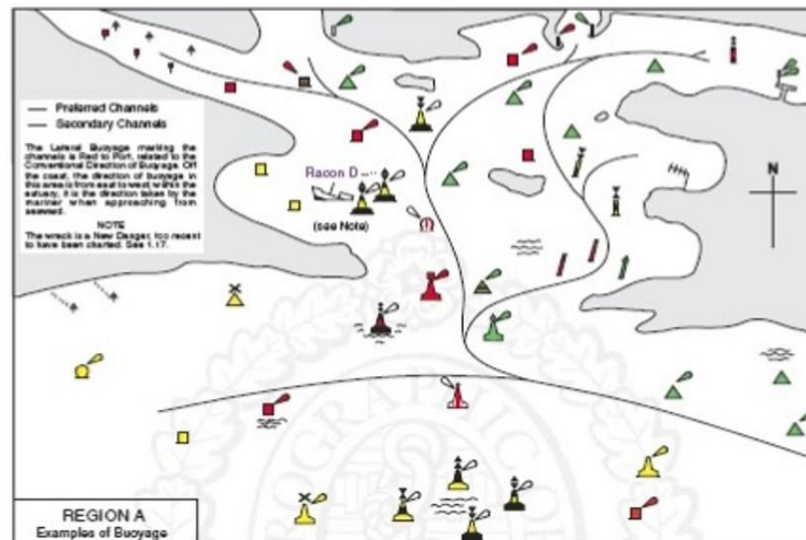 Preferred Channels
Secondary Channels
The Lateral Buoyage marking the
channels is Red to Port, related to the
Conventional Direction of Buoyage. Off
the coast, the direction of buoyage in
this area is from east to west; within the
estuary, it is the direction taken by the
mariner when approaching from
seaward.
NOTE
The wreck is a New Danger, too recent
to have been charted. See 1.17.
Racon D
(see Note)
N
REGION A
Examples of Buoyage